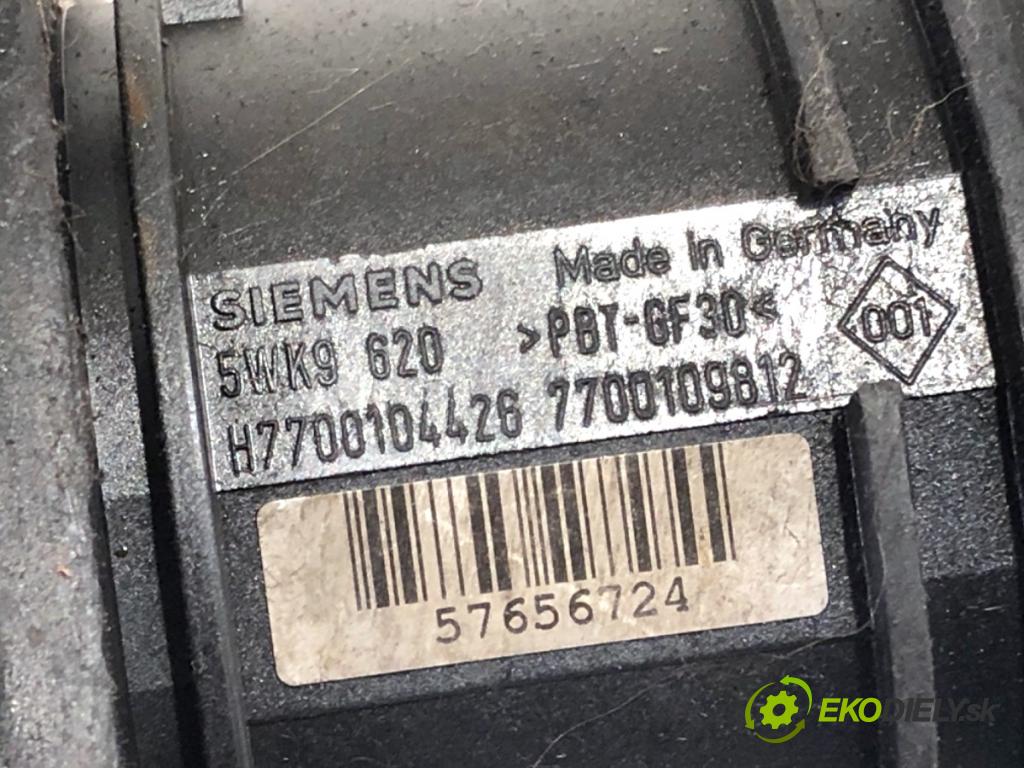 SIEMENS Made In Germany
5WK9 620 >PBT-GF30< 001
H7700104426 7700109812
57656724
EKODIELY.sk